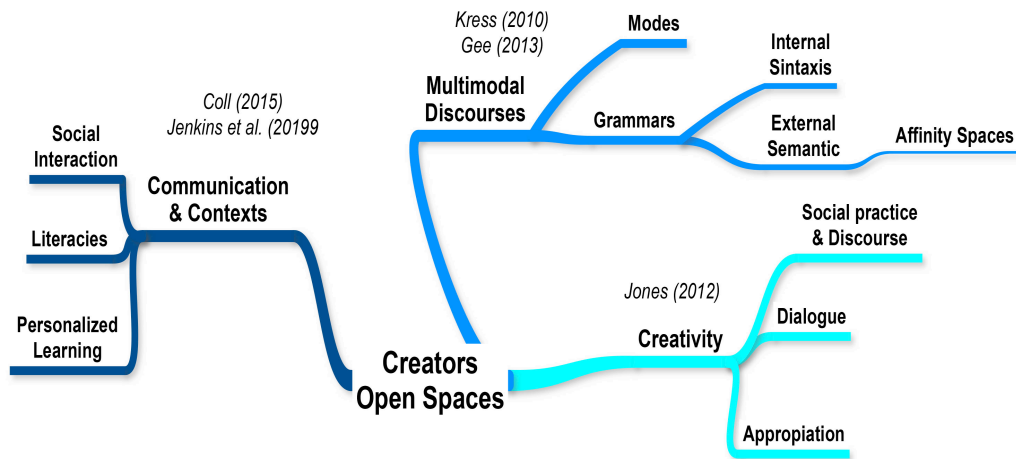 Coll (2015)
Jenkins et al. (20199
Social
Interaction
Communication
& Contexts
Literacies
Personalized
Learning
Creators
Open Spaces
Kress (2010)
Gee (2013)
Multimodal
Discourses
Modes
Grammars
Internal
Sintaxis
External
Semantic
Affinity Spaces
Jones (2012)
Creativity
Social practice
& Discourse
Dialogue
Appropiation